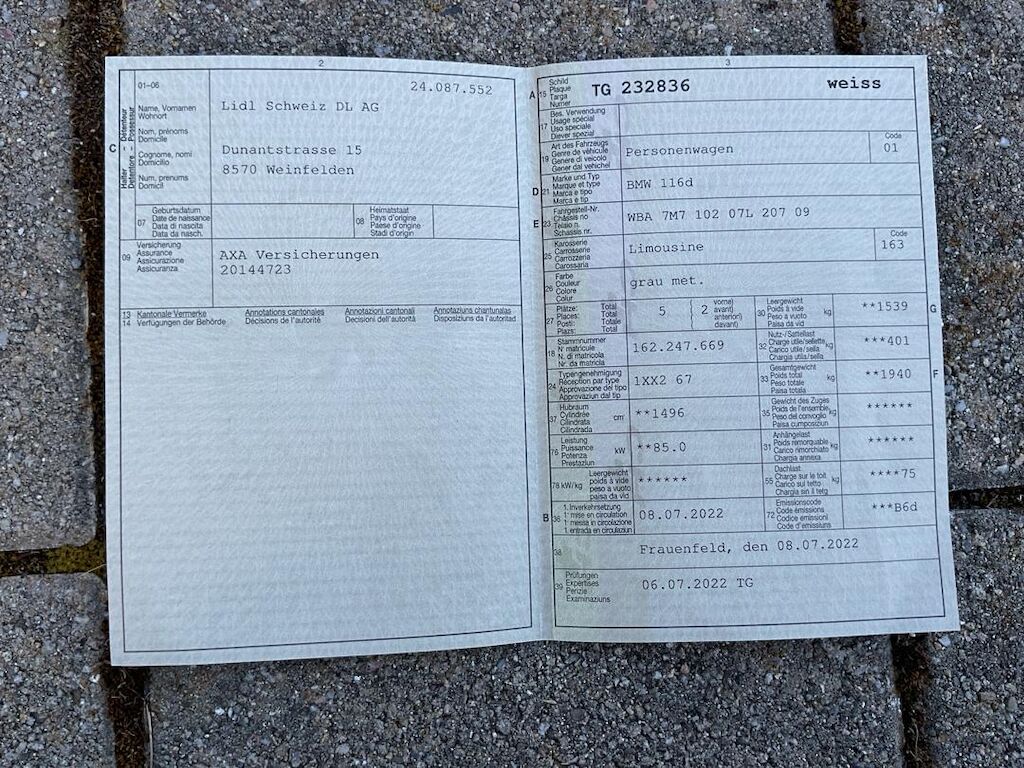 2
01-06
24.087.552
C
Halter - Détenteur
Detentore - Possessur
Name, Vornamen
Wohnort
Nom, prénoms
Domicile
Cognome, nomi
Domicilio
Num, prenums
Domicil
Lidl Schweiz DL AG
Dunantstrasse 15
8570 Weinfelden
07
Geburtsdatum
Date de naissance
Data di nascita
Data da nasch.
08
Heimatstaat
Pays d'origine
Paese d'origine
Stadi d'origin
09
Versicherung
Assurance
Assicurazione
Assicuranza
AXA Versicherungen
20144723
13 Kantonale Vermerke
14 Verfügungen der Behörde
Annotations cantonales
Décisions de l'autorité
Annotazioni cantonali
Decisioni dell'autorità
Annotaziuns chantunalas
Disposiziuns da l'autoritad
3
A 15
Schild
Plaque
Targa
Numer
TG 232836 weiss
17
Bes. Verwendung
Usage spécial
Uso speciale
Diever spezial
19
Art des Fahrzeugs
Genre de véhicule
Genere di veicolo
Gener dal vehichel
Personenwagen
Code
01
D 21
Marke und Typ
Marque et type
Marca e tipo
Marca e tip
BMW 116d
E 23
Fahrgestell-Nr.
Châssis no
Telaio n.
Schassis nr.
WBA 7M7 102 07L 207 09
25
Karosserie
Carrosserie
Carrozzeria
Carossaria
Limousine
Code
163
26
Farbe
Couleur
Colore
Colur
grau met.
27
Plätze: Total
Places: Total
Posti: Totale
Plazs: Total
5
2
vorne)
avant)
anteriori)
davant)
30
Leergewicht
Poids à vide
Peso a vuoto
Paisa da vid
kg
**1539
G
18
Stammnummer
N° matricule
N. di matricola
Nr. da matricla
162.247.669
32
Nutz-/Sattellast
Charge utile/sellette
Carico utile/sella
Chargia utila/sella
kg
***401
24
Typengenehmigung
Réception par type
Approvazione del tipo
Approvaziun dal tip
1XX2 67
33
Gesamtgewicht
Poids total
Peso totale
Paisa totala
kg
**1940
F
37
Hubraum
Cylindrée
Cilindrata
Cilindrada
cm³
**1496
35
Gewicht des Zuges
Poids de l'ensemble
Peso del convoglio
Paisa cumposiziun
kg
******
76
Leistung
Puissance
Potenza
Prestaziun
kW
**85.0
31
Anhängelast
Poids remorquable
Carico rimorchiato
Chargia annexa
kg
******
78 kW/kg
Leergewicht
poids à vide
peso a vuoto
paisa da vid
******
55
Dachlast
Charge sur le toit
Carico sul tetto
Chargia sin il tetg
kg
****75
B 36
1. Inverkehrsetzung
1re mise en circulation
1a messa in circolazione
1. entrada en circulaziun
08.07.2022
72
Emissionscode
Code émissions
Codice emissioni
Code d'emissiuns
***B6d
38
Frauenfeld, den 08.07.2022
39
Prüfungen
Expertises
Perizie
Examinaziuns
06.07.2022 TG